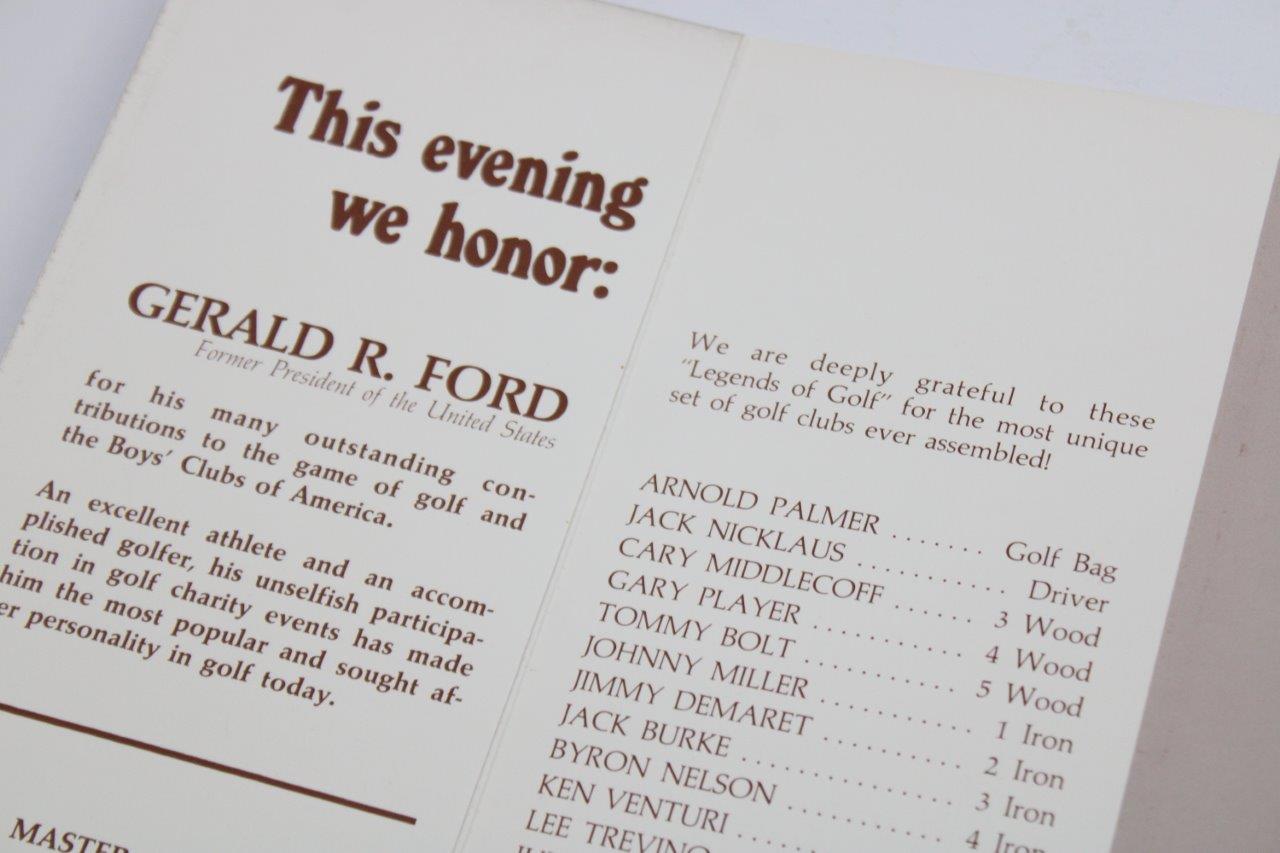 This evening
we honor:
GERALD R. FORD
Former President of the United States
for his many outstanding con-
tributions to the game of golf and
the Boys' Clubs of America.
An excellent athlete and an accom-
plished golfer, his unselfish participa-
tion in golf charity events has made
him the most popular and sought af-
er personality in golf today.
MASTER
We are deeply grateful to these
"Legends of Golf" for the most unique
set of golf clubs ever assembled!
ARNOLD PALMER ....... Golf Bag
JACK NICKLAUS ........... Driver
CARY MIDDLECOFF ...... 3 Wood
GARY PLAYER ........... 4 Wood
TOMMY BOLT ........... 5 Wood
JOHNNY MILLER ........... 1 Iron
JIMMY DEMARET .......... 2 Iron
JACK BURKE ............... 3 Iron
BYRON NELSON .......... 4 Iron
KEN VENTURI
LEE TREVINO